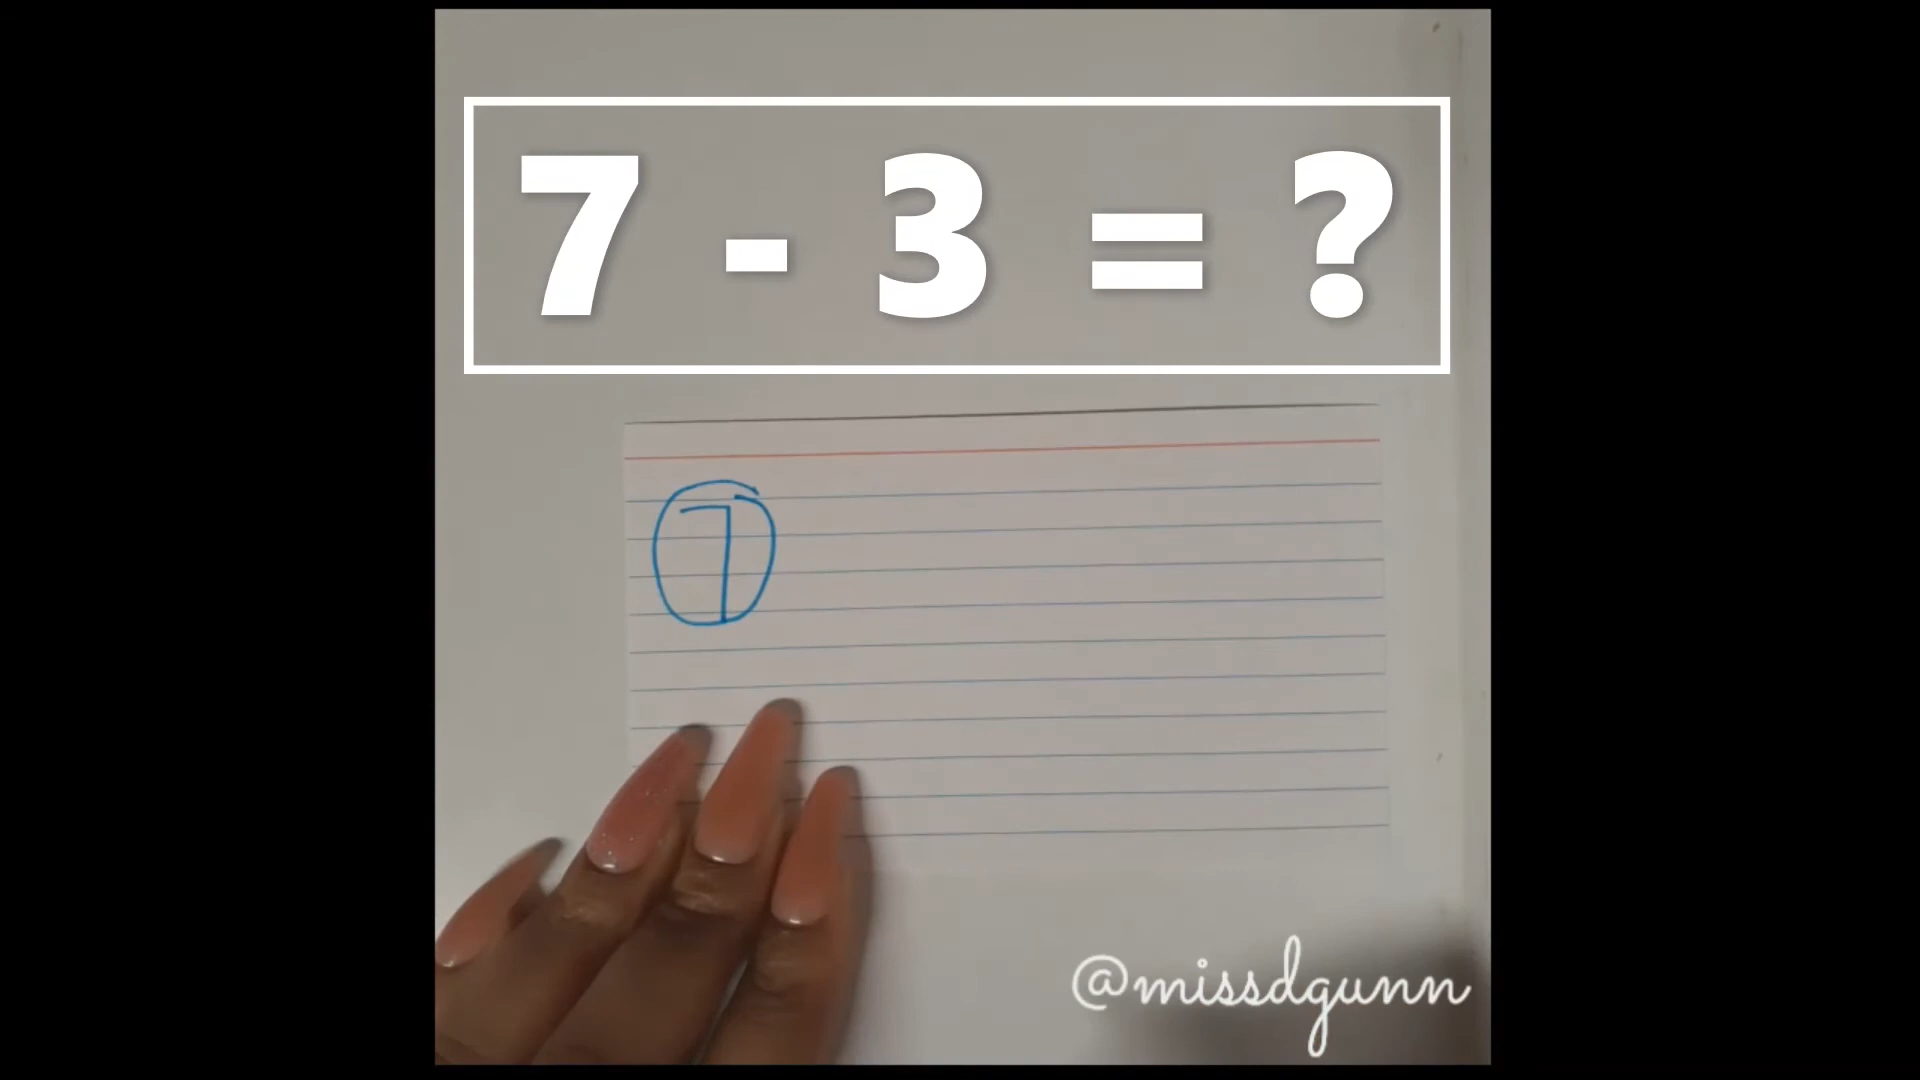 7 - 3 = ?
7
@missdgunn